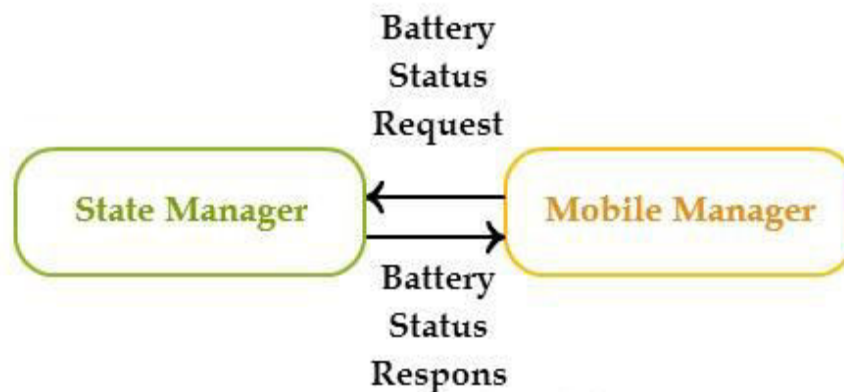 Battery
Status
Request
State Manager
Mobile Manager
Battery
Status
Respons